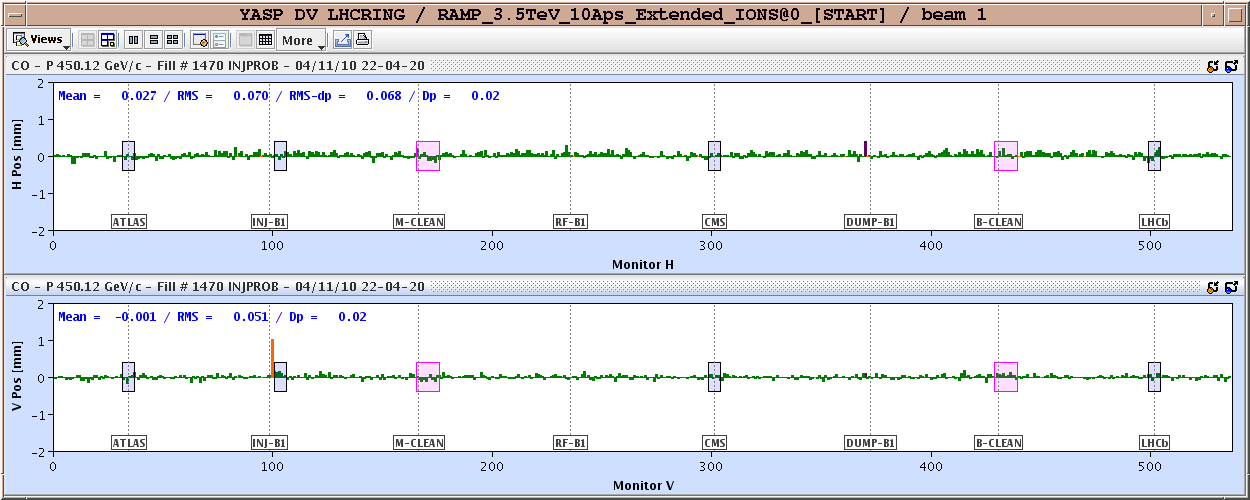 YASP DV LHCRING / RAMP_3.5TeV_10Aps_Extended_IONS@0_[START] / beam 1
Views More
CO - P 450.12 GeV/c - Fill # 1470 INJPROB - 04/11/10 22-04-20
Mean = 0.027 / RMS = 0.070 / RMS-dp = 0.068 / Dp = 0.02
H Pos [mm]
2
1
0
-1
-2
ATLAS INJ-B1 M-CLEAN RF-B1 CMS DUMP-B1 B-CLEAN LHCb
0 100 200 300 400 500
Monitor H
CO - P 450.12 GeV/c - Fill # 1470 INJPROB - 04/11/10 22-04-20
Mean = -0.001 / RMS = 0.051 / Dp = 0.02
V Pos [mm]
2
1
0
-1
-2
ATLAS INJ-B1 M-CLEAN RF-B1 CMS DUMP-B1 B-CLEAN LHCb
0 100 200 300 400 500
Monitor V